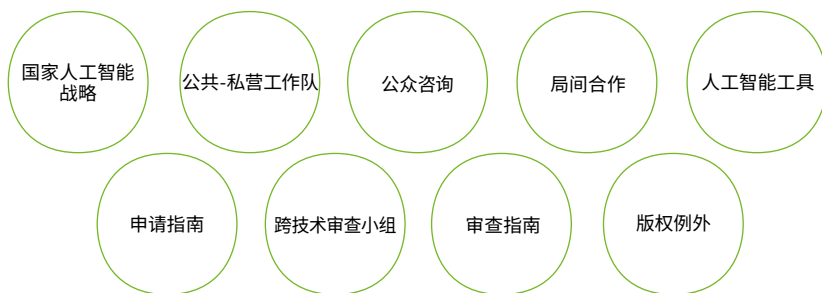 国家人工智能
战略
公共-私营工作队
公众咨询
局间合作
人工智能工具
申请指南
跨技术审查小组
审查指南
版权例外